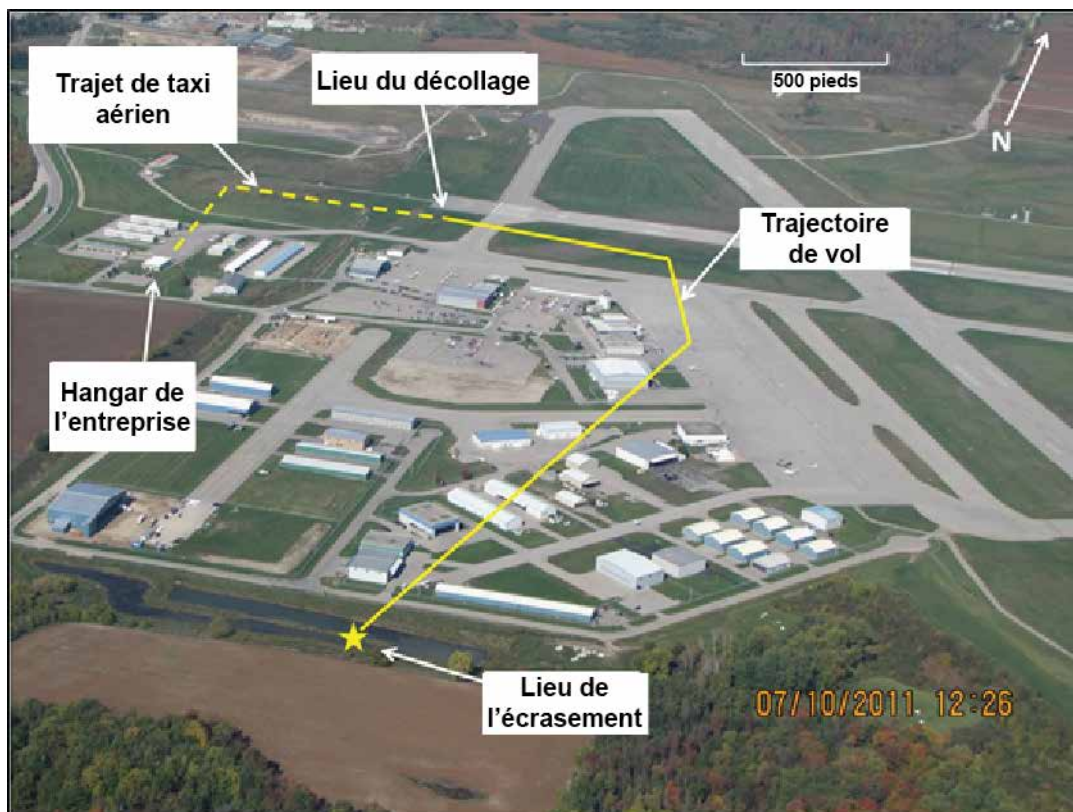 Trajet de taxi
aérien
Lieu du décollage
500 pieds
N
Trajectoire
de vol
Hangar de
l'entreprise
Lieu de
l'écrasement
07/10/2011 12:26